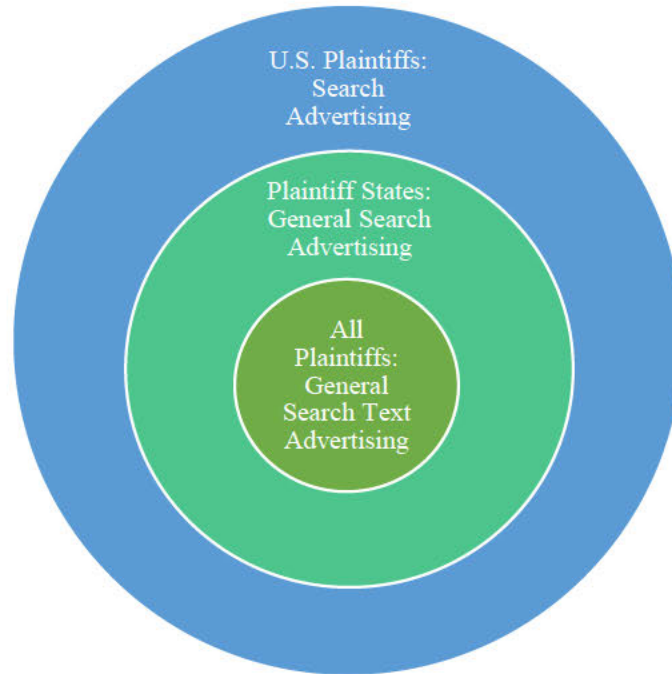 U.S. Plaintiffs:
Search
Advertising
Plaintiff States:
General Search
Advertising
All
Plaintiffs:
General
Search Text
Advertising